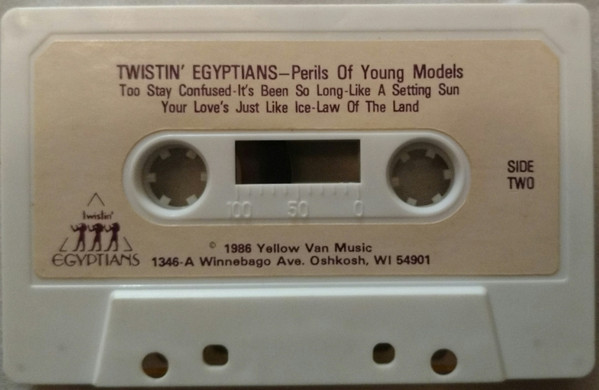 TWISTIN' EGYPTIANS-Perils Of Young Models
Too Stay Confused-It's Been So Long-Like A Setting Sun
Your Love's Just Like Ice-Law Of The Land
SIDE
TWO
100 50 0
twistin'
EGYPTIANS
© 1986 Yellow Van Music
1346-A Winnebago Ave. Oshkosh, WI 54901